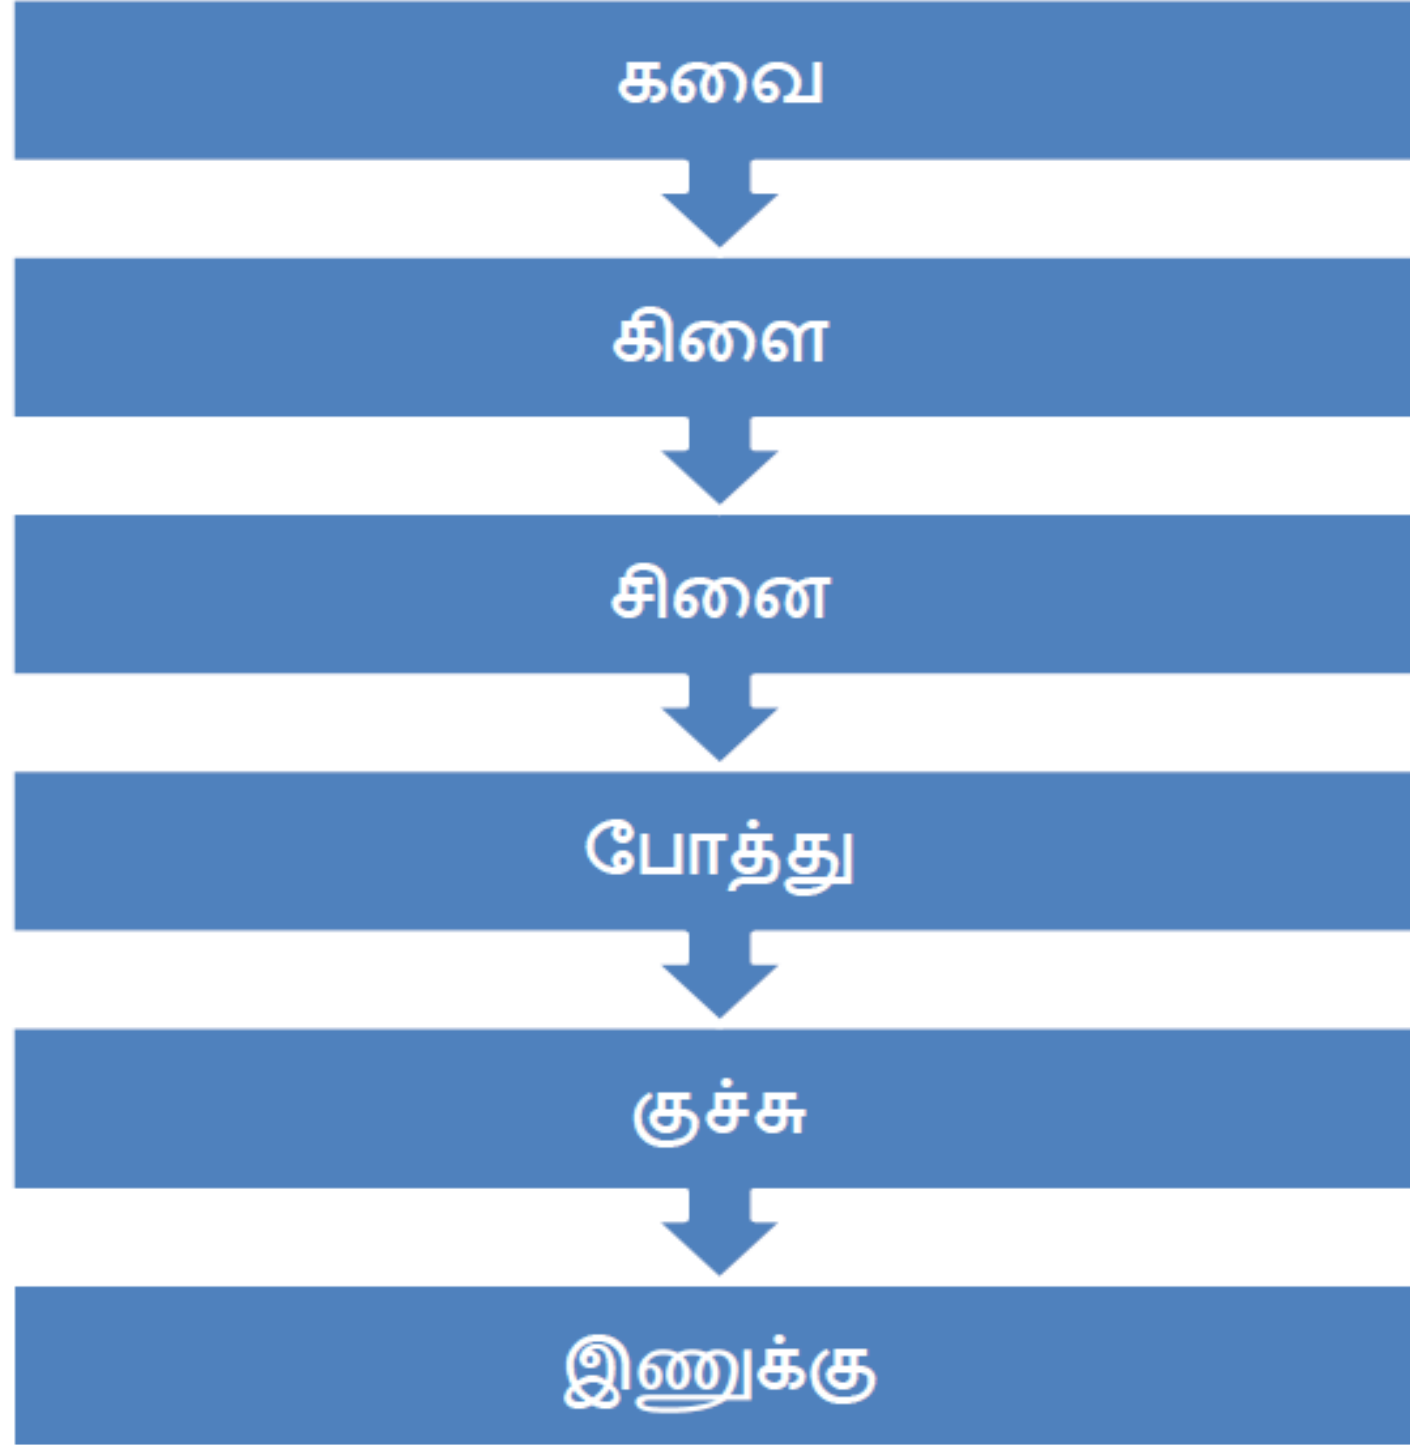 கவை
கிளை
சினை
போத்து
குச்சு
இணுக்கு